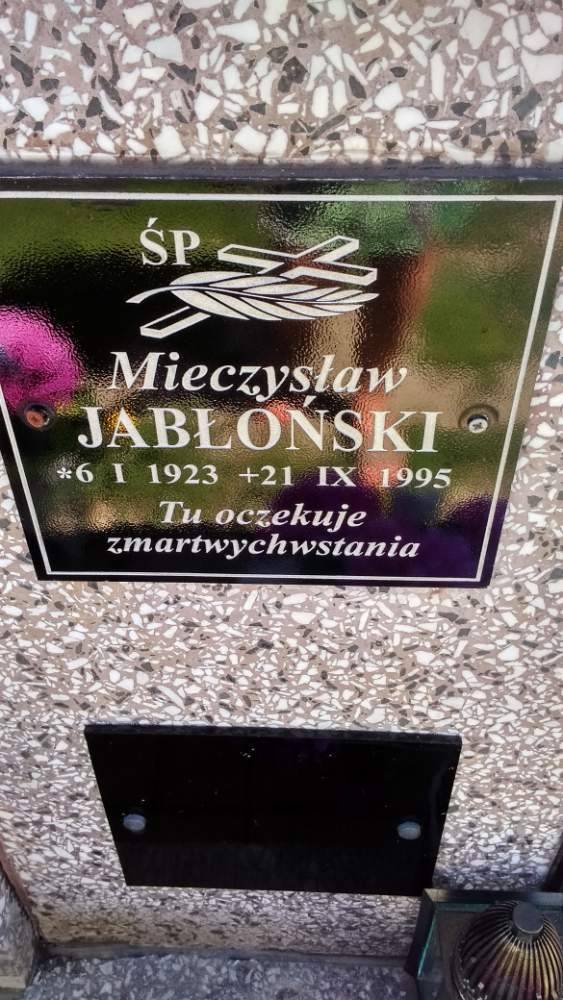 ŚP
Mieczysław
JABŁOŃSKI
*6 I 1923 +21 IX 1995
Tu oczekuje
zmartwychwstania